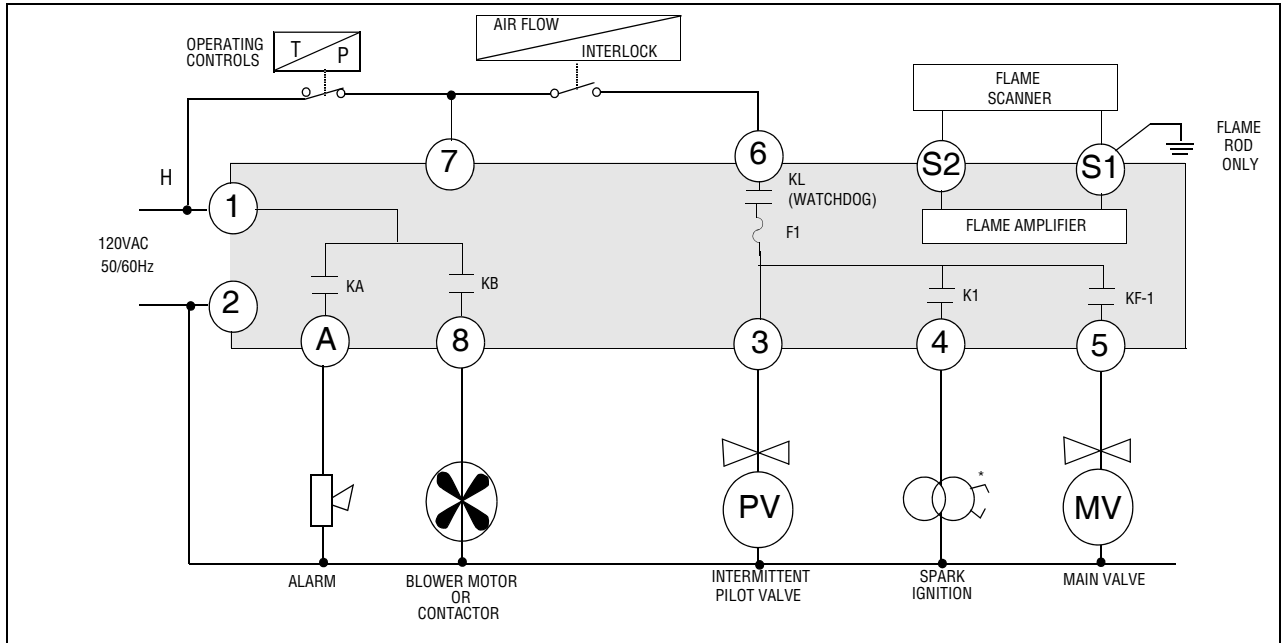 OPERATING
CONTROLS
T
P
AIR FLOW
INTERLOCK
FLAME
SCANNER
FLAME
ROD
ONLY
7
6
S2
S1
H
KL
(WATCHDOG)
1
F1
FLAME AMPLIFIER
120VAC
50/60Hz
KA
KB
K1
KF-1
2
A
8
3
4
5
*
PV
MV
ALARM
BLOWER MOTOR
OR
CONTACTOR
INTERMITTENT
PILOT VALVE
SPARK
IGNITION
MAIN VALVE